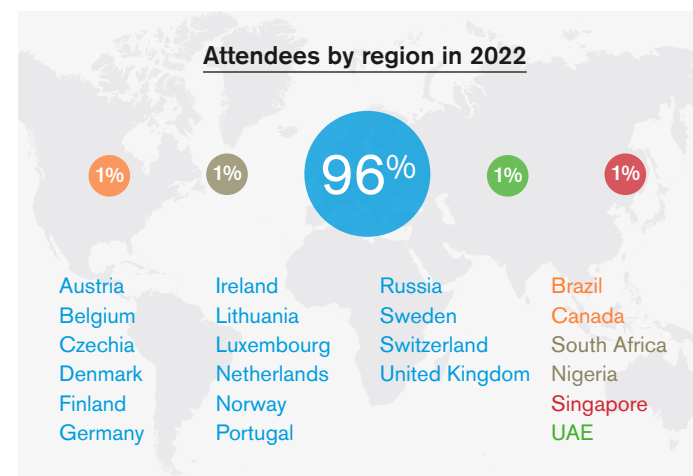 Attendees by region in 2022
1%
1%
96%
1%
1%
Austria
Belgium
Czechia
Denmark
Finland
Germany
Ireland
Lithuania
Luxembourg
Netherlands
Norway
Portugal
Russia
Sweden
Switzerland
United Kingdom
Brazil
Canada
South Africa
Nigeria
Singapore
UAE